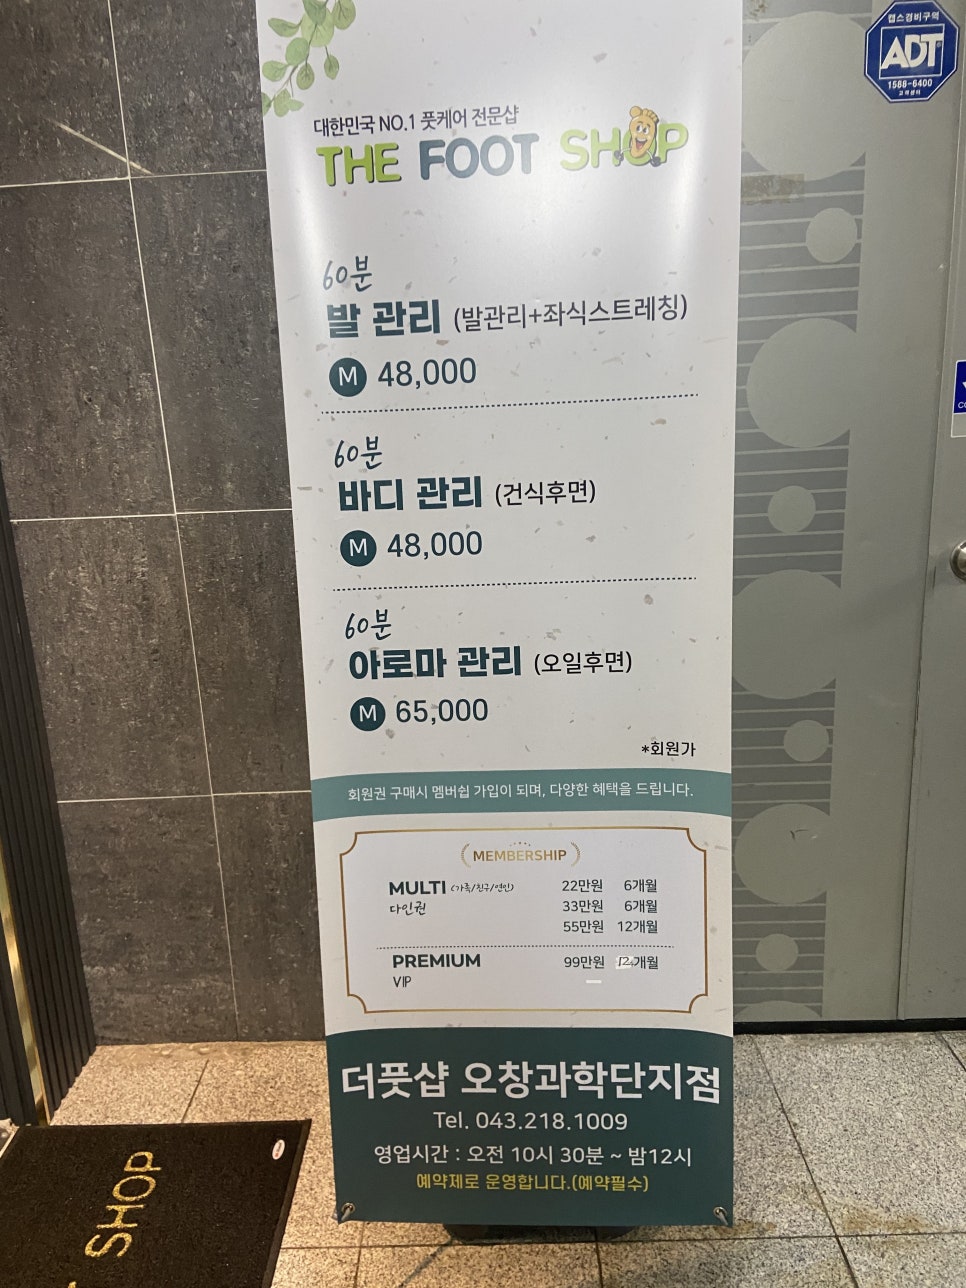 캡스경비구역
ADT
1588-6400
고객센터
대한민국 NO.1 풋케어 전문샵
THE FOOT SHOP
60분
발 관리 (발관리+좌식스트레칭)
M 48,000
60분
바디 관리 (건식후면)
M 48,000
60분
아로마 관리 (오일후면)
M 65,000
*회원가
회원권 구매시 멤버쉽 가입이 되며, 다양한 혜택을 드립니다.
MEMBERSHIP
MULTI (가족/친구/연인) 22만원 6개월
다인권 33만원 6개월
55만원 12개월
PREMIUM 99만원 12개월
VIP
더풋샵 오창과학단지점
Tel. 043.218.1009
영업시간 : 오전 10시 30분 ~ 밤12시
예약제로 운영합니다.(예약필수)
SHOP